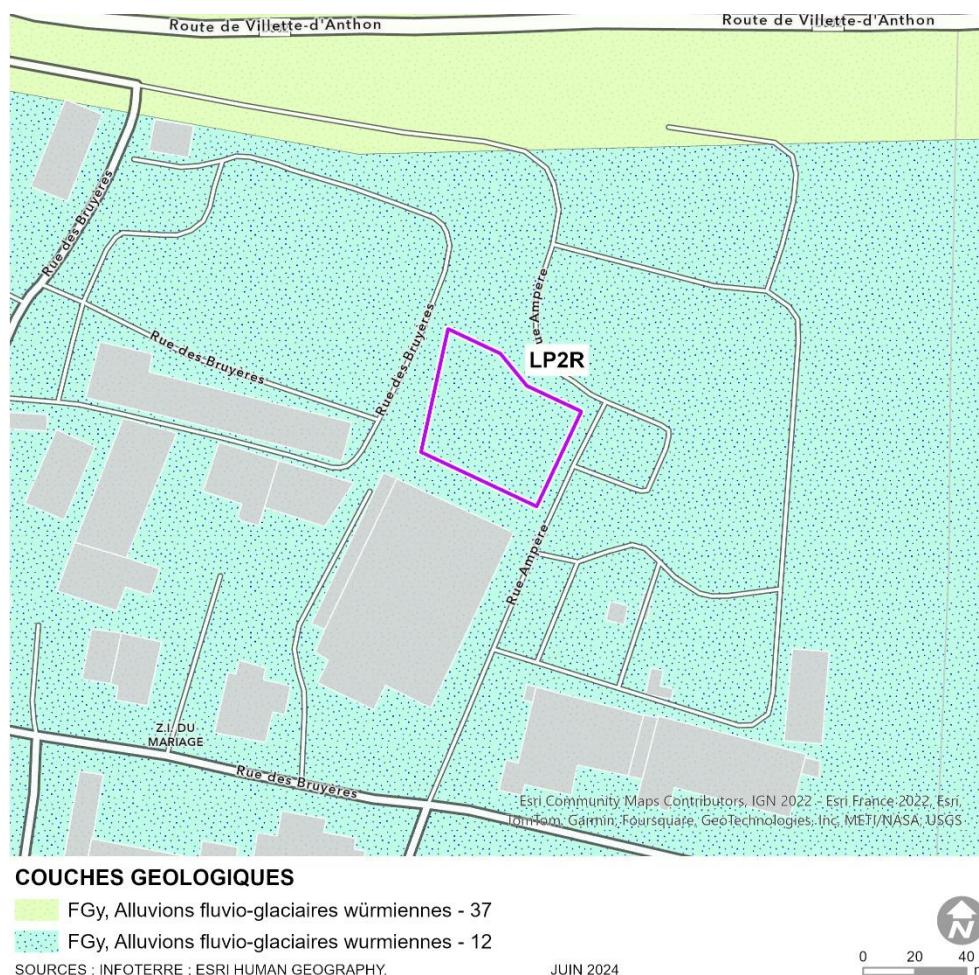 Route de Villette-d'Anthon
Route de Villette-d'Anthon
Rue des Bruyères
Rue des Bruyères
Rue des Bruyères
Ampère
LP2R
Rue Ampère
Z.I. DU
MARIAGE
Rue des Bruyères
Esri Community Maps Contributors, IGN 2022 - Esri France 2022, Esri,
TomTom, Garmin, Foursquare, GeoTechnologies, Inc, METI/NASA, USGS
COUCHES GEOLOGIQUES
FGy, Alluvions fluvio-glaciaires würmiennes - 37
FGy, Alluvions fluvio-glaciaires wurmiennes - 12
SOURCES : INFOTERRE : ESRI HUMAN GEOGRAPHY.
JUIN 2024
N
0 20 40